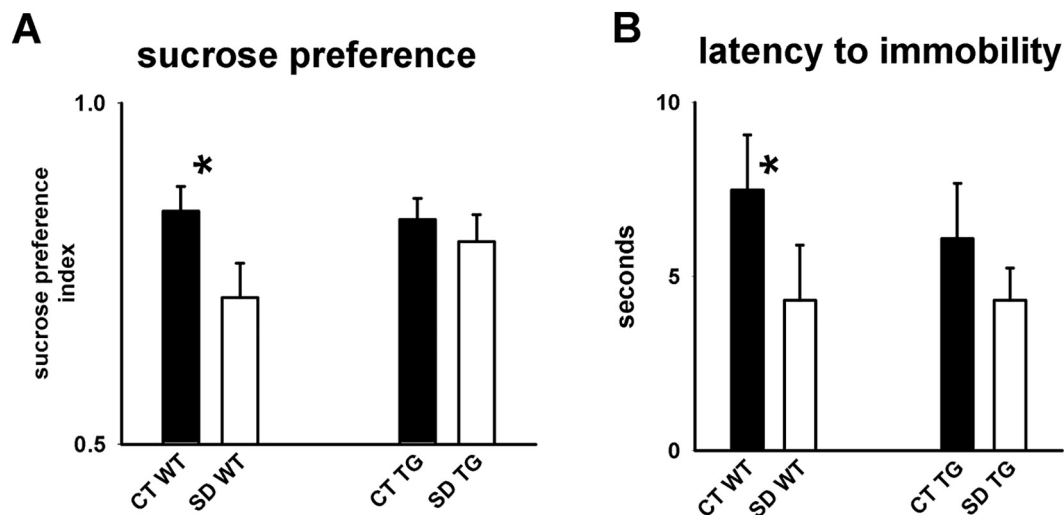 A
sucrose preference
1.0
*
sucrose preference
index
0.5
CT WT
SD WT
CT TG
SD TG
B
latency to immobility
10
*
seconds
5
0
CT WT
SD WT
CT TG
SD TG